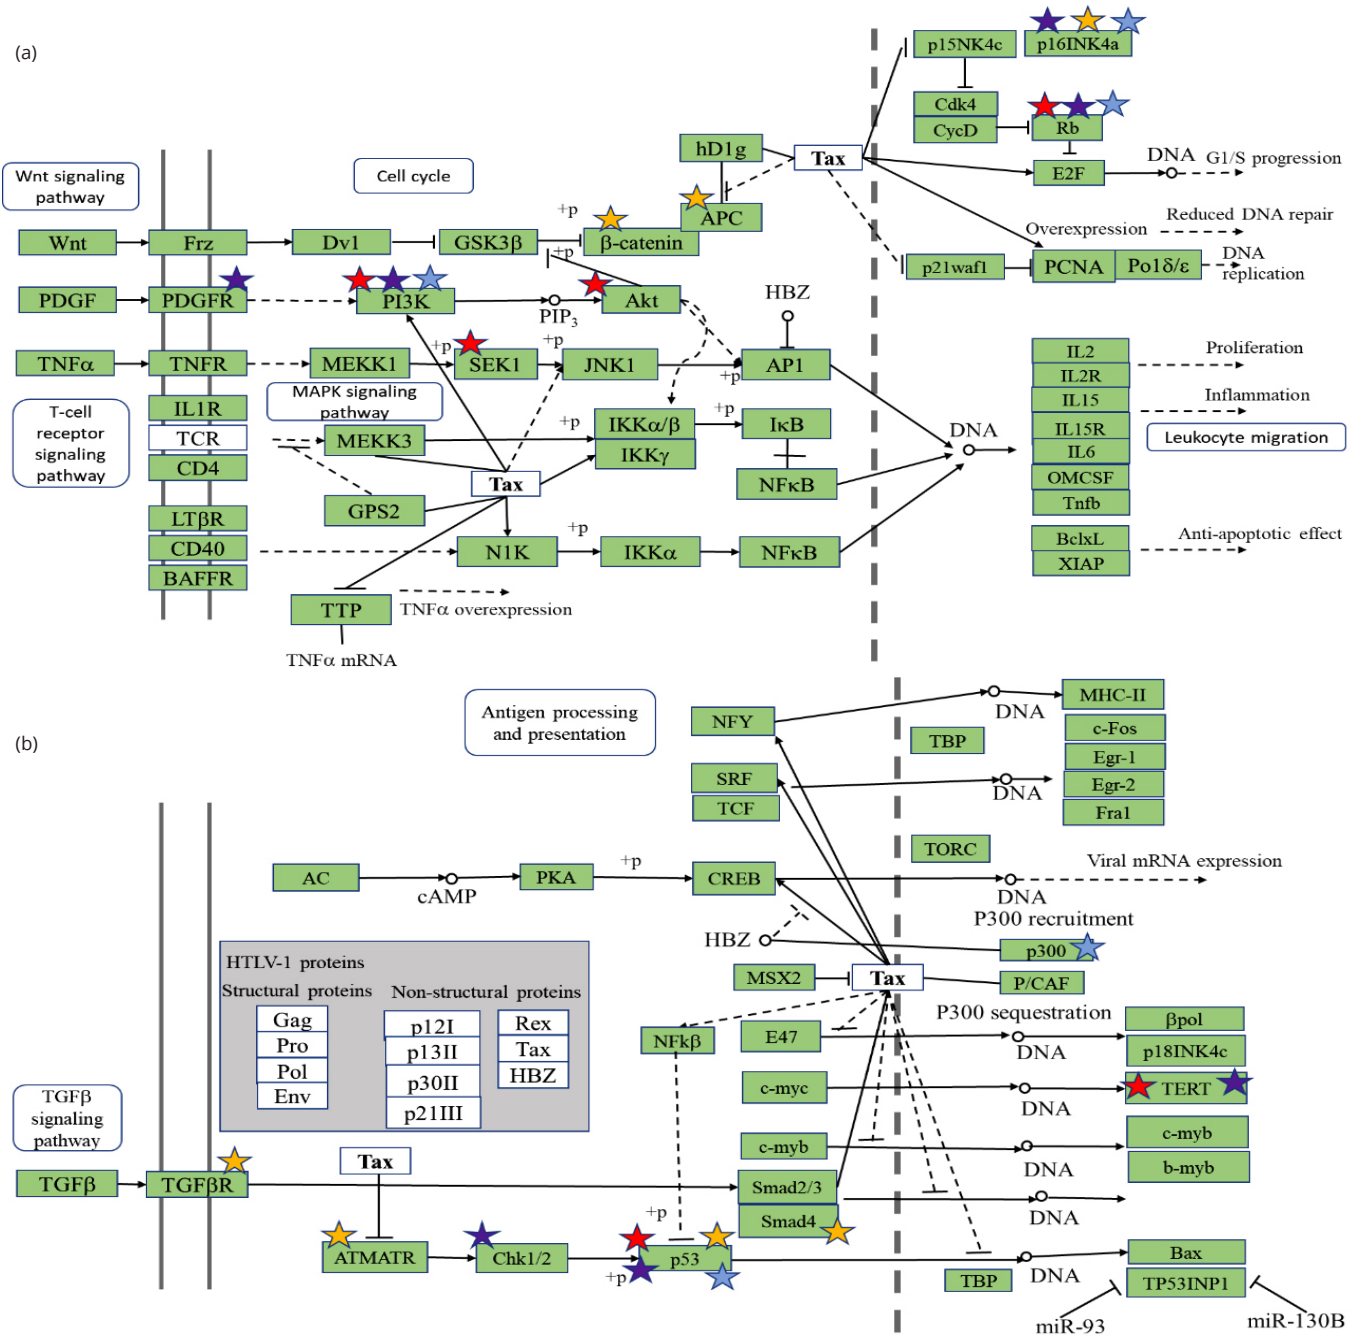 (a)
p15NK4c
p16INK4a
Cdk4
CycD
Rb
E2F
DNA
G1/S progression
hD1g
Tax
Wnt signaling
pathway
Cell cycle
APC
+p
Reduced DNA repair
Overexpression
Wnt
Frz
Dv1
GSK3β
β-catenin
+p
p21waf1
PCNA
Po1δ/ε
DNA
replication
PDGF
PDGFR
PI3K
PIP3
Akt
HBZ
TNFα
TNFR
MEKK1
+p
SEK1
+p
JNK1
+p
AP1
IL2
IL2R
IL15
IL15R
IL6
OMCSF
Tnfb
Proliferation
Inflammation
Leukocyte migration
T-cell
receptor
signaling
pathway
IL1R
TCR
CD4
MAPK signaling
pathway
MEKK3
+p
IKKα/β
IKKγ
+p
IκB
DNA
Tax
NFκB
GPS2
LTβR
CD40
BAFFR
N1K
+p
IKKα
NFκB
BclxL
XIAP
Anti-apoptotic effect
TTP
TNFα overexpression
TNFα mRNA
(b)
Antigen processing
and presentation
NFY
DNA
MHC-II
TBP
c-Fos
Egr-1
Egr-2
Fra1
SRF
TCF
DNA
TORC
AC
cAMP
PKA
+p
CREB
DNA
Viral mRNA expression
P300 recruitment
HBZ
p300
MSX2
Tax
P/CAF
P300 sequestration
HTLV-1 proteins
Structural proteins
Non-structural proteins
Gag
Pro
Pol
Env
p12I
p13II
p30II
p21III
Rex
Tax
HBZ
NFkβ
E47
DNA
βpol
p18INK4c
c-myc
DNA
TERT
c-myb
DNA
c-myb
b-myb
TGFβ
signaling
pathway
Tax
TGFβ
TGFβR
Smad2/3
Smad4
DNA
+p
ATMATR
Chk1/2
p53
+p
TBP
DNA
Bax
TP53INP1
miR-93
miR-130B